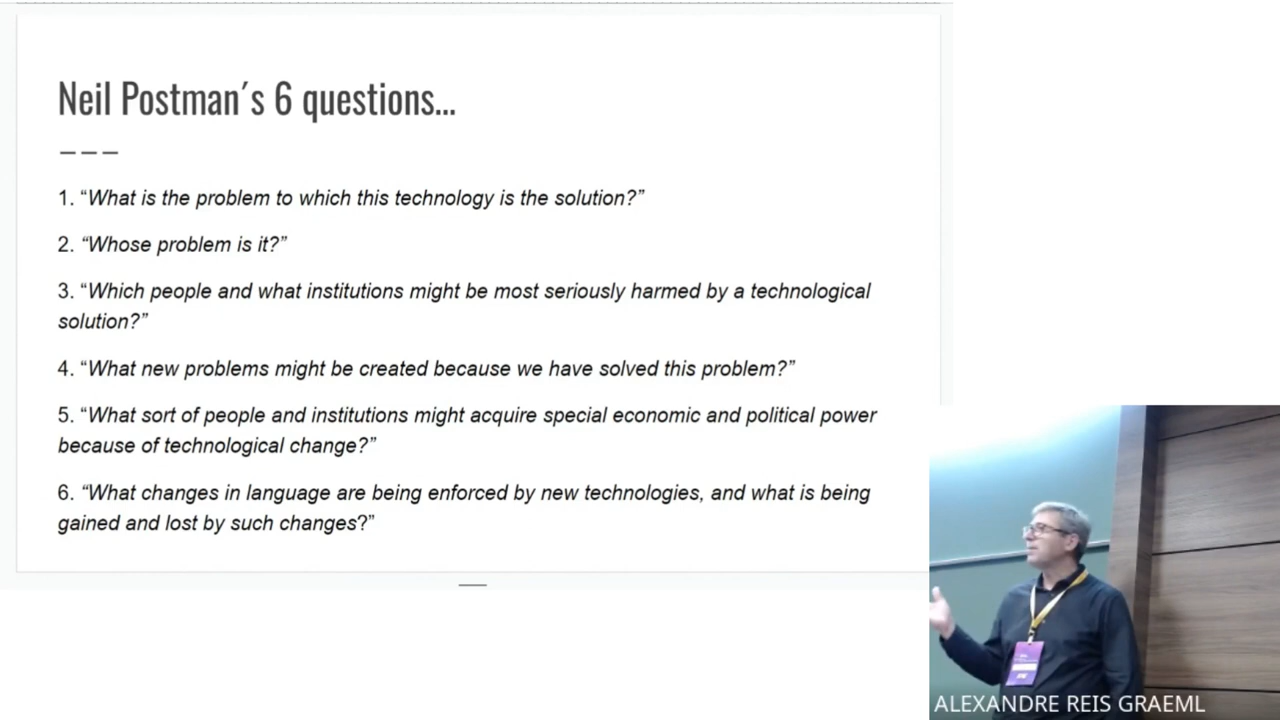 Neil Postman´s 6 questions...
1. “What is the problem to which this technology is the solution?”
2. “Whose problem is it?”
3. “Which people and what institutions might be most seriously harmed by a technological
solution?”
4. “What new problems might be created because we have solved this problem?”
5. “What sort of people and institutions might acquire special economic and political power
because of technological change?”
6. “What changes in language are being enforced by new technologies, and what is being
gained and lost by such changes?”
ALEXANDRE REIS GRAEML